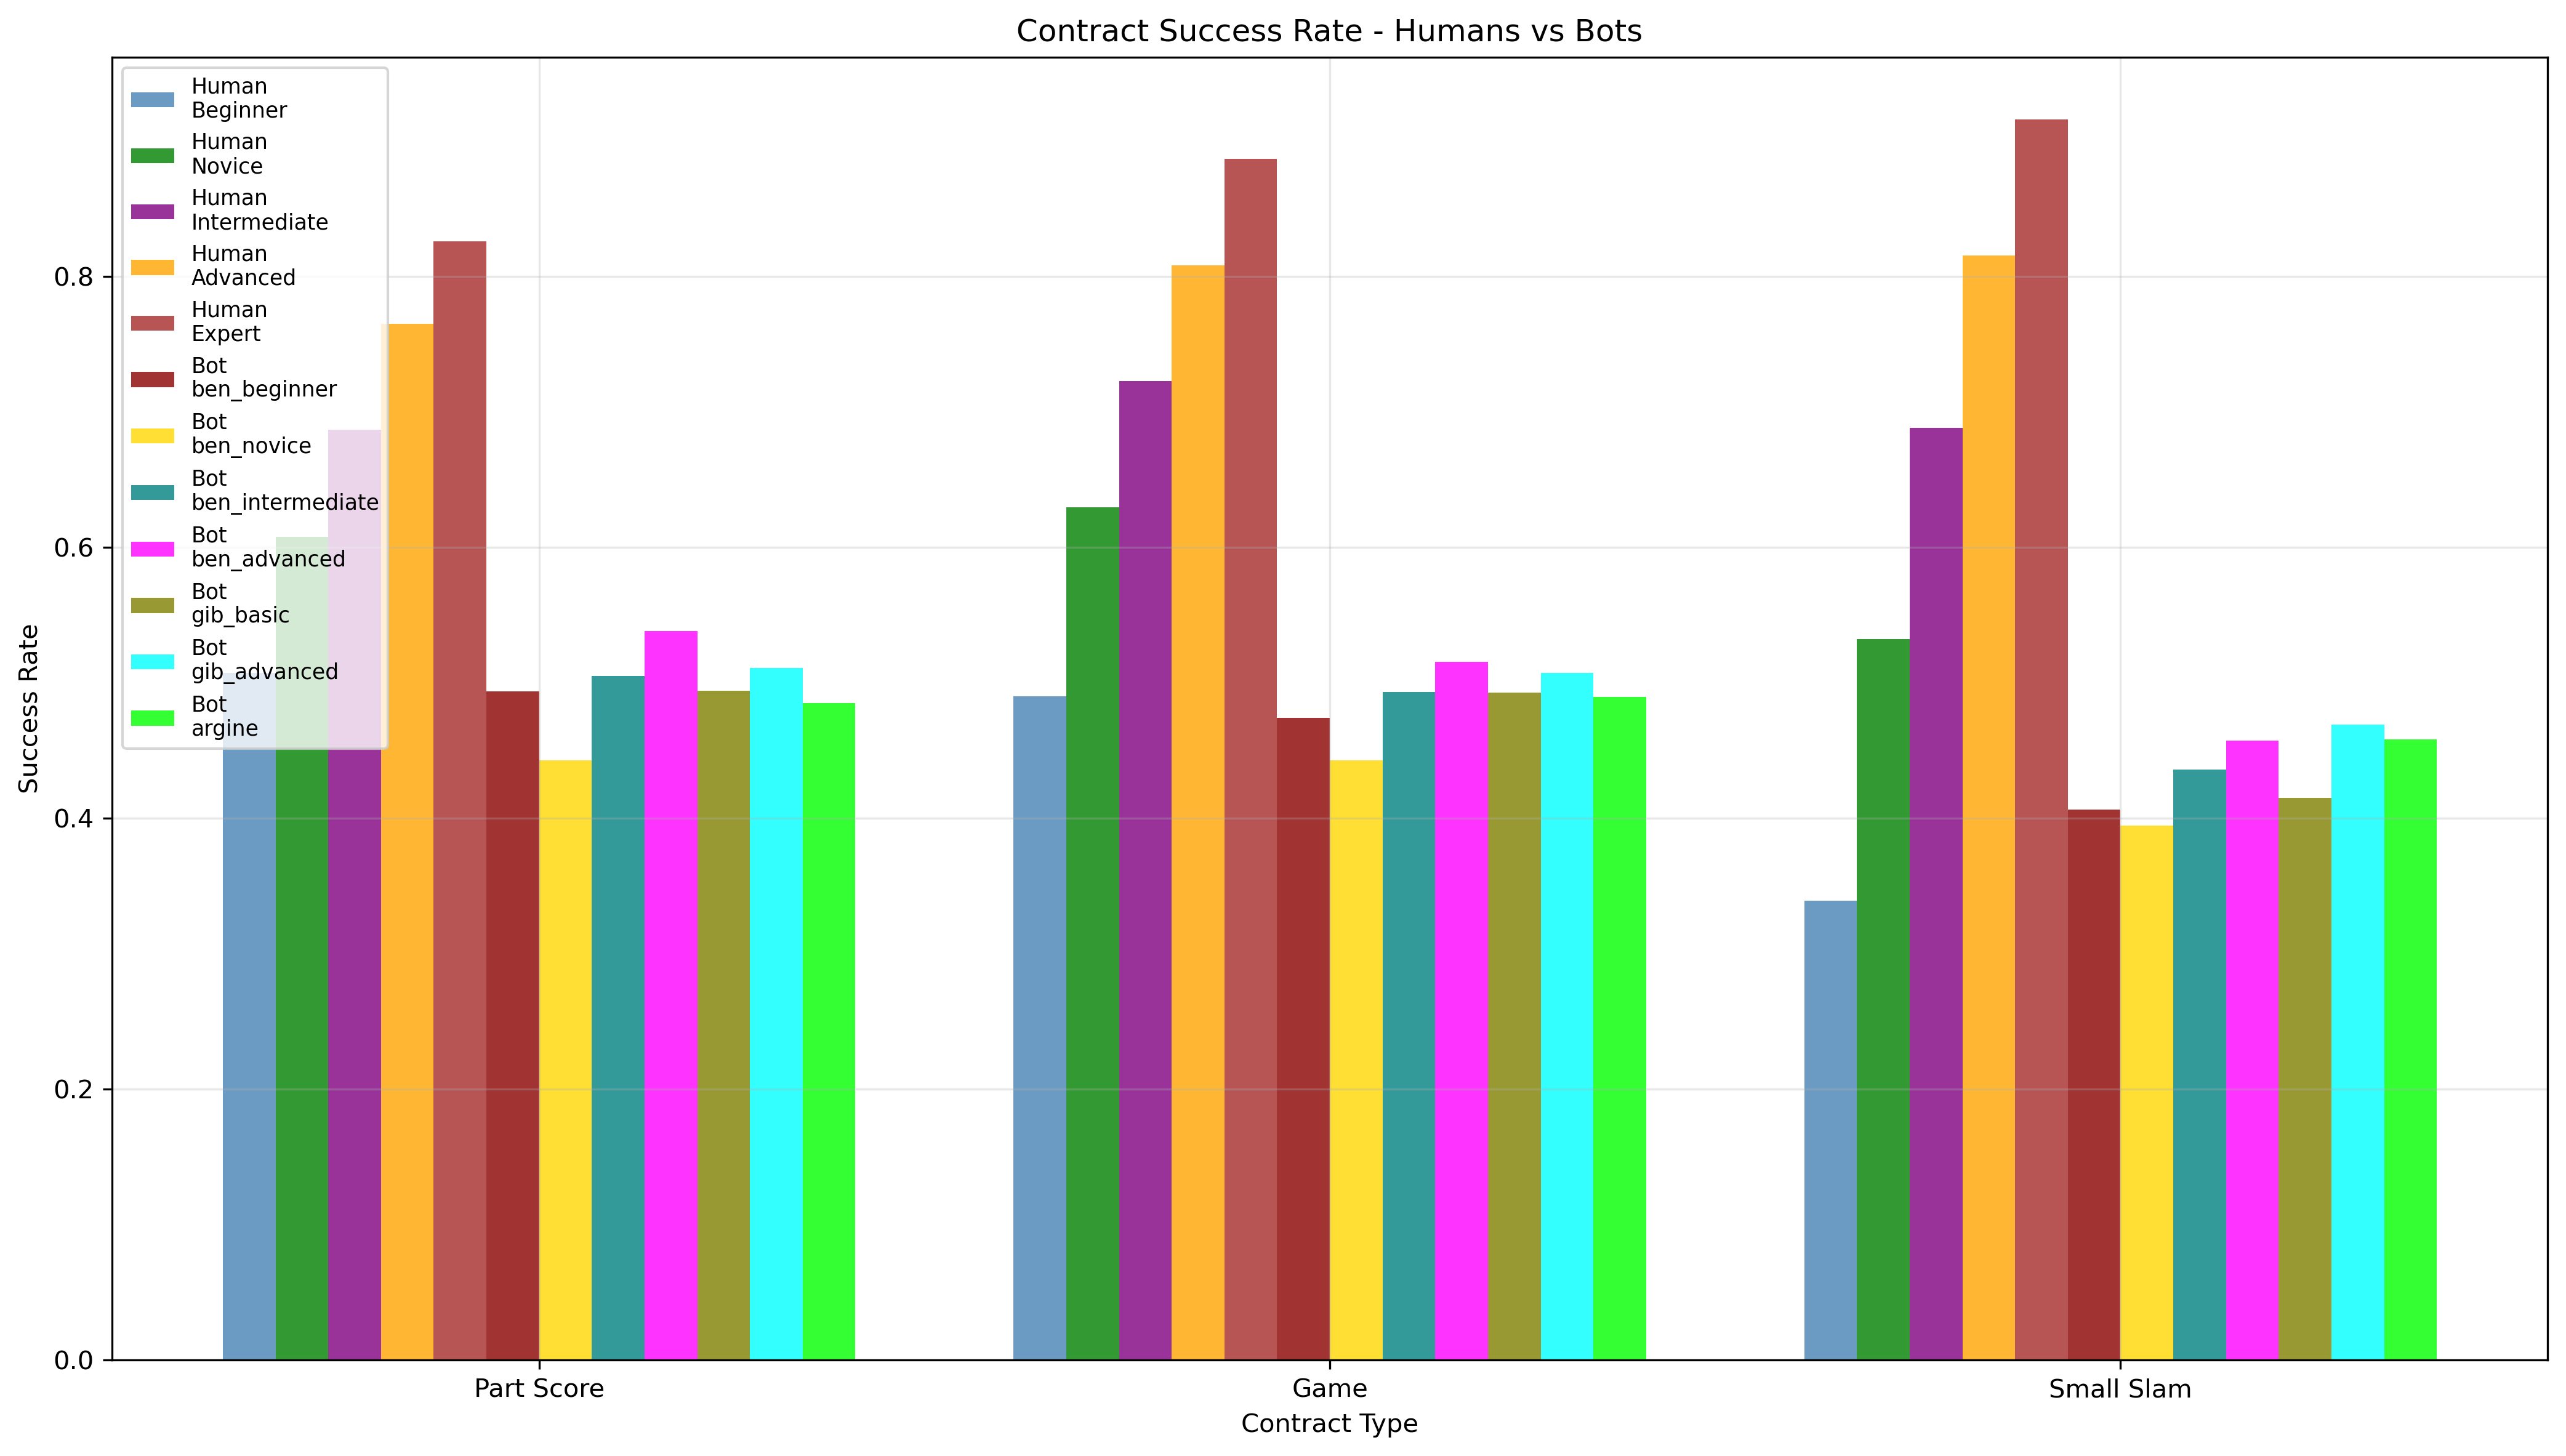 Contract Success Rate - Humans vs Bots
Human
Beginner
Human
Novice
Human
Intermediate
Human
Advanced
Human
Expert
Bot
ben_beginner
Bot
ben_novice
Bot
ben_intermediate
Bot
ben_advanced
Bot
gib_basic
Bot
gib_advanced
Bot
argine
0.8
0.6
0.4
0.2
0.0
Success Rate
Part Score
Game
Small Slam
Contract Type